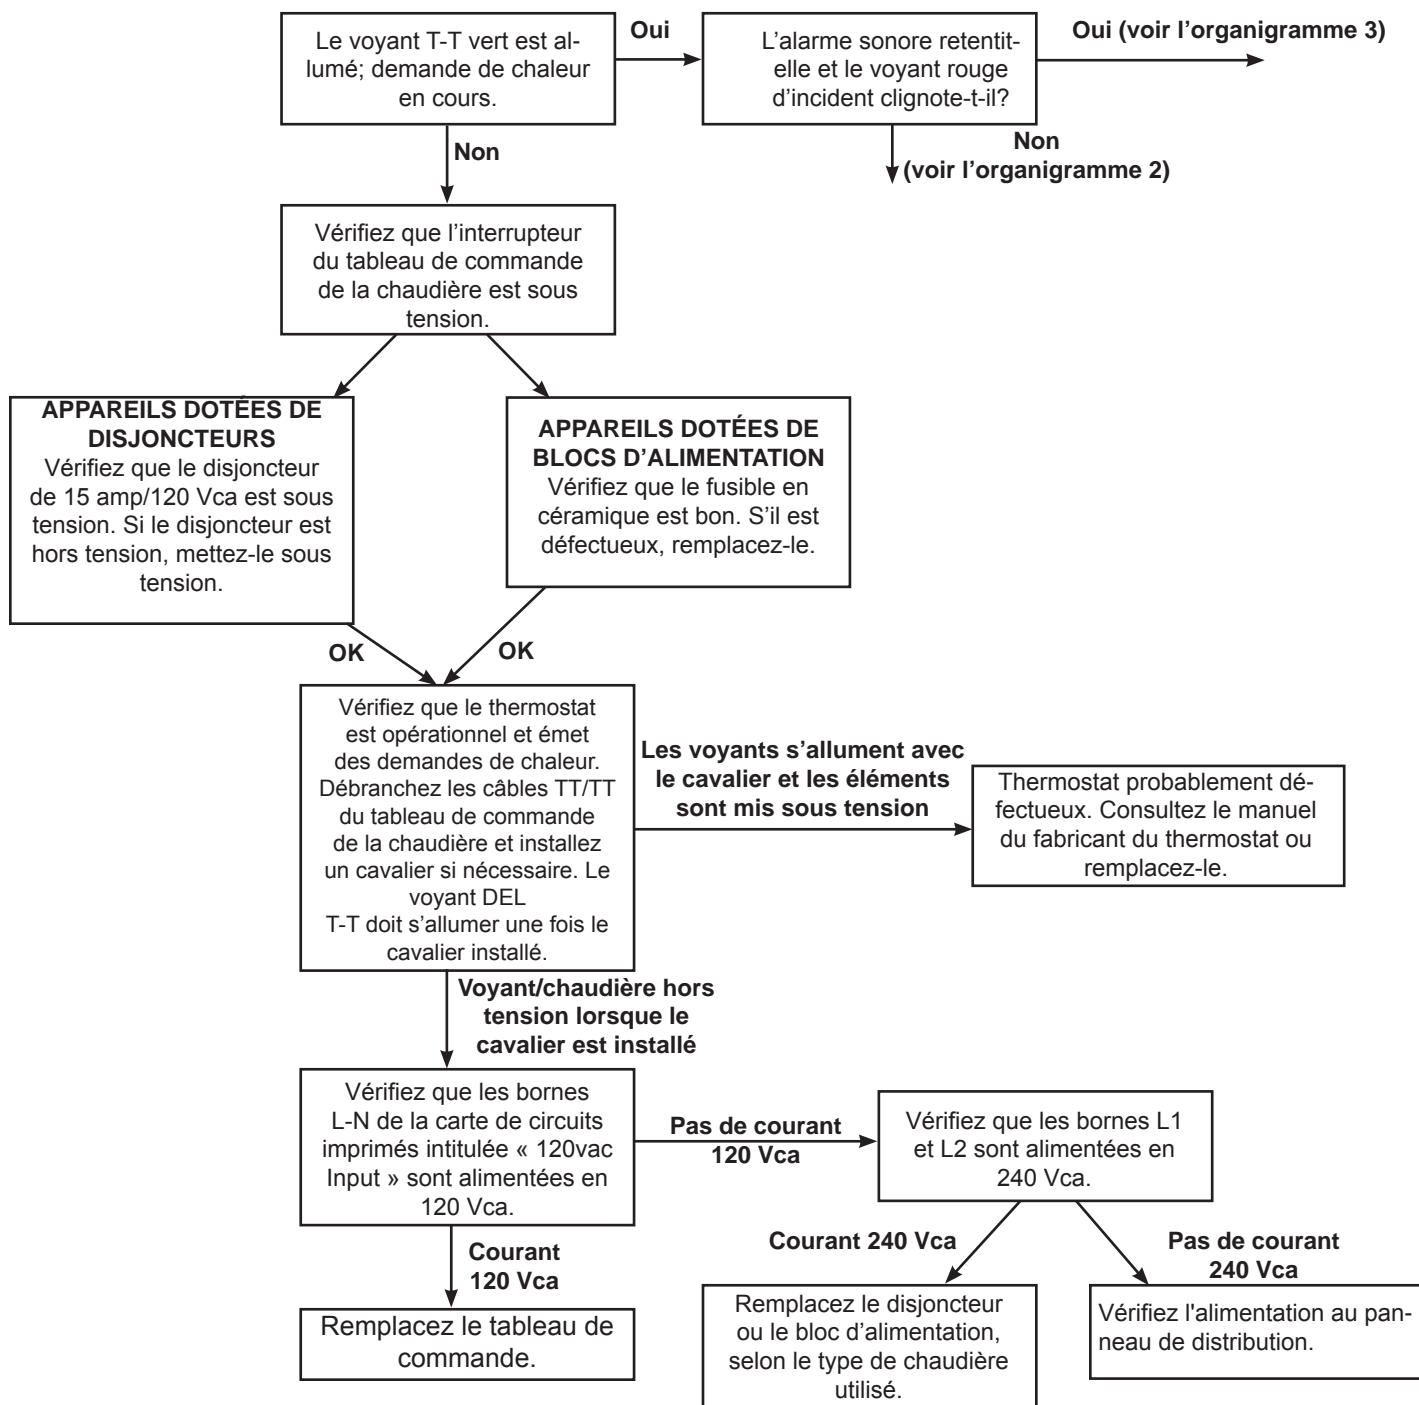 Le voyant T-T vert est al-
lumé; demande de chaleur
en cours.
Oui
L'alarme sonore retentit-
elle et le voyant rouge
d'incident clignote-t-il?
Oui (voir l'organigramme 3)
Non
Non
(voir l'organigramme 2)
Vérifiez que l'interrupteur
du tableau de commande
de la chaudière est sous
tension.
APPAREILS DOTÉES DE
DISJONCTEURS
Vérifiez que le disjoncteur
de 15 amp/120 Vca est sous
tension. Si le disjoncteur est
hors tension, mettez-le sous
tension.
APPAREILS DOTÉES DE
BLOCS D'ALIMENTATION
Vérifiez que le fusible en
céramique est bon. S'il est
défectueux, remplacez-le.
OK
OK
Vérifiez que le thermostat
est opérationnel et émet
des demandes de chaleur.
Débranchez les câbles TT/TT
du tableau de commande
de la chaudière et installez
un cavalier si nécessaire. Le
voyant DEL
T-T doit s'allumer une fois le
cavalier installé.
Les voyants s'allument avec
le cavalier et les éléments
sont mis sous tension
Thermostat probablement dé-
fectueux. Consultez le manuel
du fabricant du thermostat ou
remplacez-le.
Voyant/chaudière hors
tension lorsque le
cavalier est installé
Vérifiez que les bornes
L-N de la carte de circuits
imprimés intitulée « 120vac
Input » sont alimentées en
120 Vca.
Pas de courant
120 Vca
Vérifiez que les bornes L1
et L2 sont alimentées en
240 Vca.
Courant
120 Vca
Courant 240 Vca
Pas de courant
240 Vca
Remplacez le tableau de
commande.
Remplacez le disjoncteur
ou le bloc d'alimentation,
selon le type de chaudière
utilisé.
Vérifiez l'alimentation au pan-
neau de distribution.